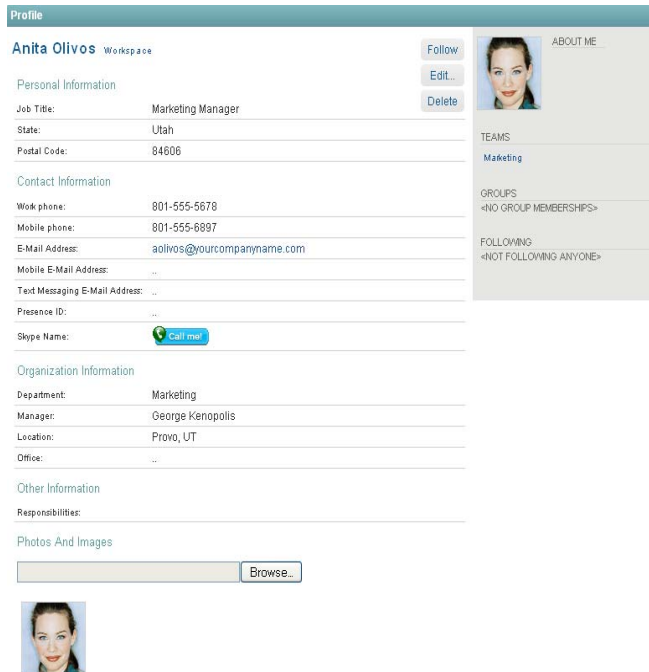 Profile
Anita Olivos Workspace
Follow
Edit...
Delete
Personal Information
Job Title: Marketing Manager
State: Utah
Postal Code: 84606
Contact Information
Work phone: 801-555-5678
Mobile phone: 801-555-6897
E-Mail Address: aolivos@yourcompanyname.com
Mobile E-Mail Address: ..
Text Messaging E-Mail Address: ..
Presence ID: ..
Skype Name: Call me!
Organization Information
Department: Marketing
Manager: George Kenopolis
Location: Provo, UT
Office: ..
Other Information
Responsibilities:
Photos And Images
Browse...
ABOUT ME
TEAMS
Marketing
GROUPS
<NO GROUP MEMBERSHIPS>
FOLLOWING
<NOT FOLLOWING ANYONE>